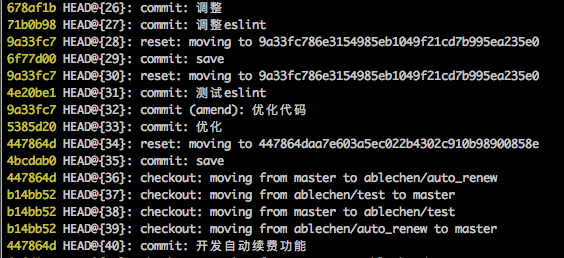 678af1b HEAD@{26}: commit: 调整
71b0b98 HEAD@{27}: commit: 调整eslint
9a33fc7 HEAD@{28}: reset: moving to 9a33fc786e3154985eb1049f21cd7b995ea235e0
6f77d00 HEAD@{29}: commit: save
9a33fc7 HEAD@{30}: reset: moving to 9a33fc786e3154985eb1049f21cd7b995ea235e0
4e20be1 HEAD@{31}: commit: 测试eslint
9a33fc7 HEAD@{32}: commit (amend): 优化代码
5385d20 HEAD@{33}: commit: 优化
447864d HEAD@{34}: reset: moving to 447864daa7e603a5ec022b4302c910b98900858e
4bcdab0 HEAD@{35}: commit: save
447864d HEAD@{36}: checkout: moving from master to ablechen/auto_renew
b14bb52 HEAD@{37}: checkout: moving from ablechen/test to master
b14bb52 HEAD@{38}: checkout: moving from master to ablechen/test
b14bb52 HEAD@{39}: checkout: moving from ablechen/auto_renew to master
447864d HEAD@{40}: commit: 开发自动续费功能